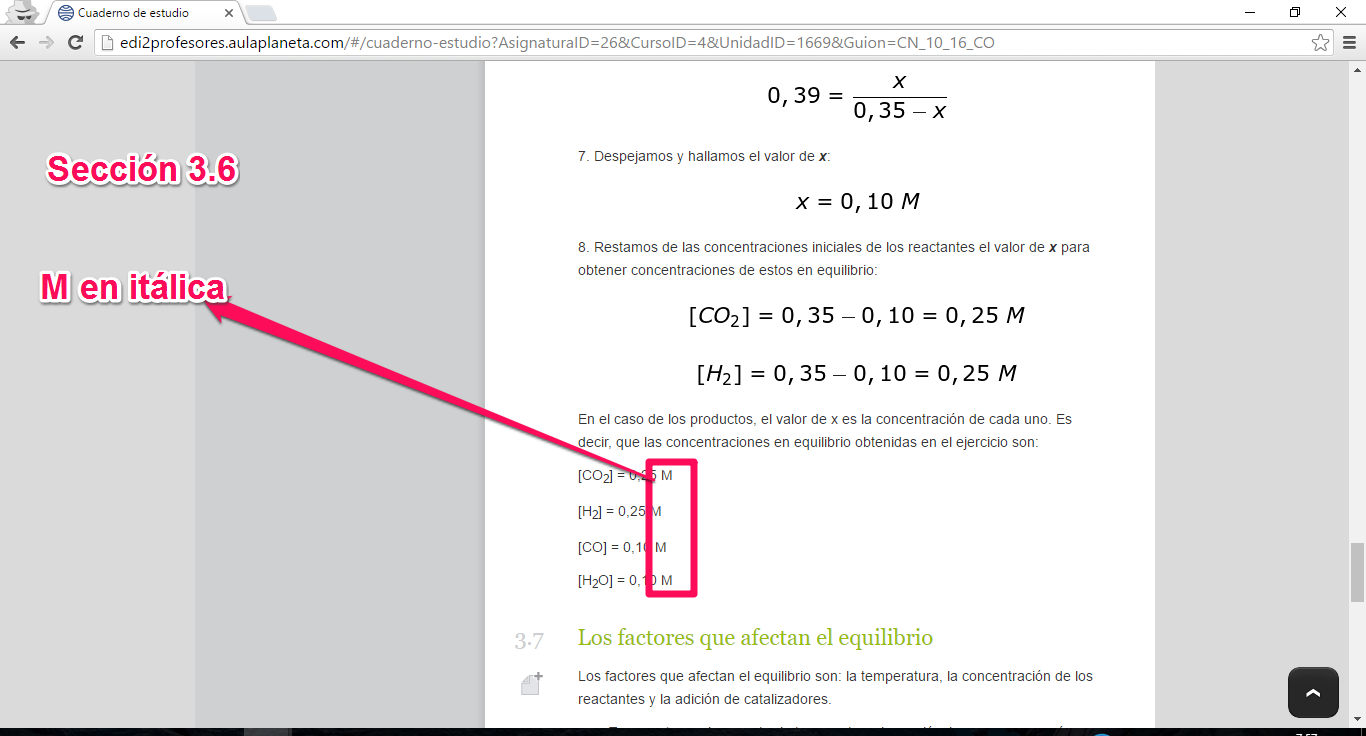 Cuaderno de estudio
edi2profesores.aulaplaneta.com/#/cuaderno-estudio?AsignaturaID=26&CursoID=4&UnidadID=1669&Guion=CN_10_16_CO
0,39 = x / 0,35 − x
Sección 3.6
7. Despejamos y hallamos el valor de x:
x = 0,10 M
8. Restamos de las concentraciones iniciales de los reactantes el valor de x para
obtener concentraciones de estos en equilibrio:
M en itálica
[CO₂] = 0,35 − 0,10 = 0,25 M
[H₂] = 0,35 − 0,10 = 0,25 M
En el caso de los productos, el valor de x es la concentración de cada uno. Es
decir, que las concentraciones en equilibrio obtenidas en el ejercicio son:
[CO₂] = 0,25 M
[H₂] = 0,25 M
[CO] = 0,10 M
[H₂O] = 0,10 M
3.7 Los factores que afectan el equilibrio
Los factores que afectan el equilibrio son: la temperatura, la concentración de los
reactantes y la adición de catalizadores.